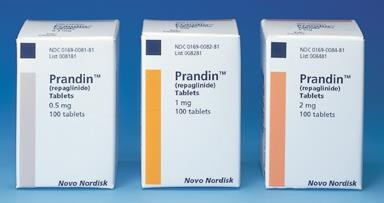 NDC 0169-0081-81
List 008181
Prandin™
(repaglinide)
Tablets
0.5 mg
100 tablets
Novo Nordisk
NDC 0169-0082-81
List 008281
Prandin™
(repaglinide)
Tablets
1 mg
100 tablets
Novo Nordisk
NDC 0169-0084-81
List 008481
Prandin™
(repaglinide)
Tablets
2 mg
100 tablets
Novo Nordisk